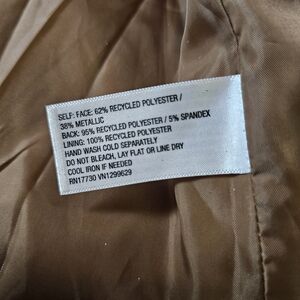 SELF: FACE: 62% RECYCLED POLYESTER /
38% METALLIC
BACK: 95% RECYCLED POLYESTER / 5% SPANDEX
LINING: 100% RECYCLED POLYESTER
HAND WASH COLD SEPARATELY
DO NOT BLEACH, LAY FLAT OR LINE DRY
COOL IRON IF NEEDED
RN17730 VN1299629